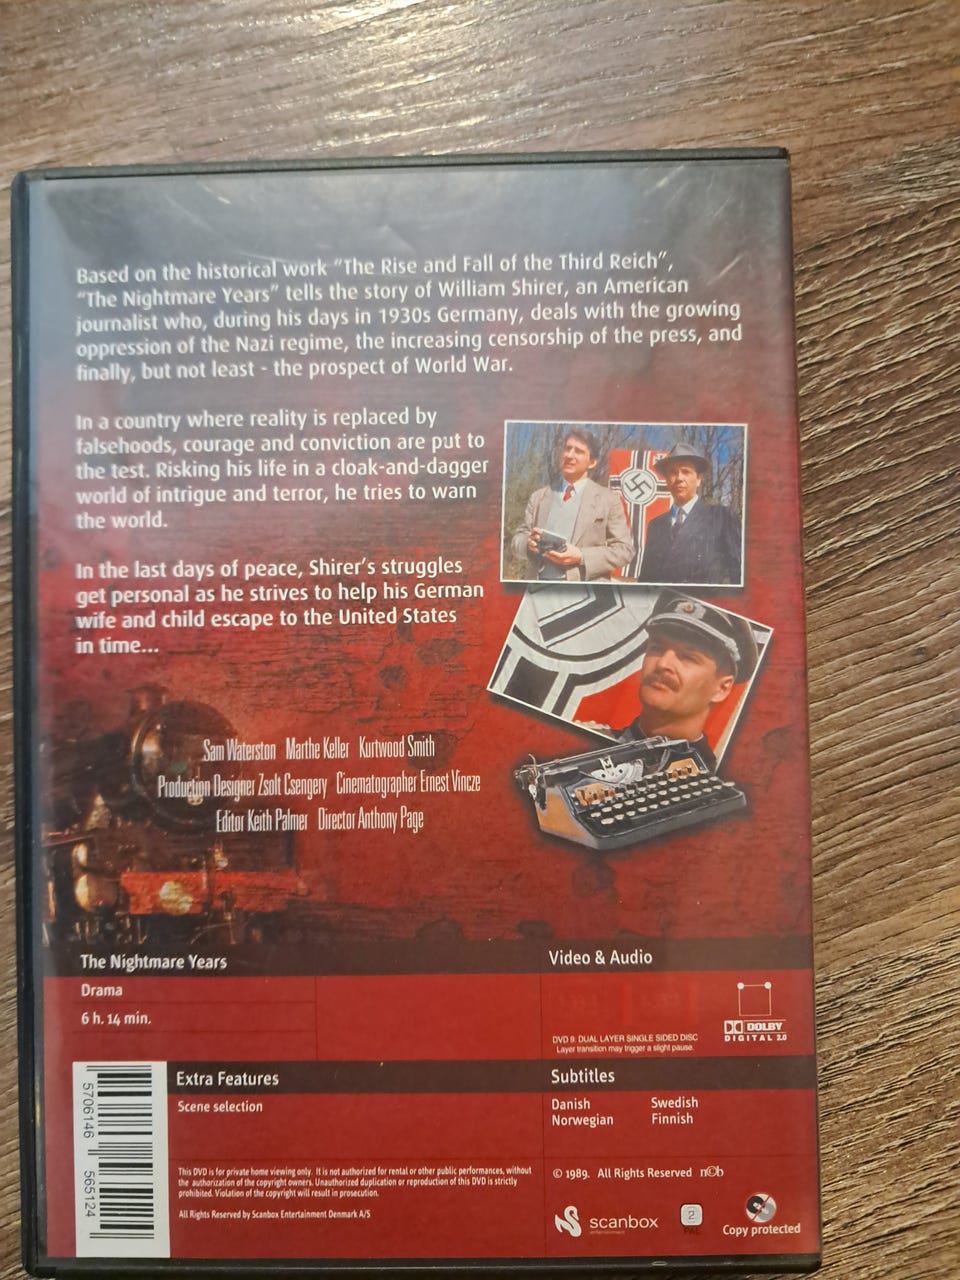 Based on the historical work "The Rise and Fall of the Third Reich",
"The Nightmare Years" tells the story of William Shirer, an American
journalist who, during his days in 1930s Germany, deals with the growing
oppression of the Nazi regime, the increasing censorship of the press, and
finally, but not least - the prospect of World War.
In a country where reality is replaced by
falsehoods, courage and conviction are put to
the test. Risking his life in a cloak-and-dagger
world of intrigue and terror, he tries to warn
the world.
In the last days of peace, Shirer's struggles
get personal as he strives to help his German
wife and child escape to the United States
in time...
Sam Waterston Marthe Keller Kurtwood Smith
Production Designer Zsolt Csengery Cinematographer Ernest Vincze
Editor Keith Palmer Director Anthony Page
The Nightmare Years
Drama
6 h. 14 min.
Video & Audio
DVD 9: DUAL LAYER SINGLE SIDED DISC
Layer transition may trigger a slight pause.
DOLBY
DIGITAL 2.0
Extra Features
Scene selection
Subtitles
Danish Swedish
Norwegian Finnish
This DVD is for private home viewing only. It is not authorized for rental or other public performances, without
the authorization of the copyright owners. Unauthorized duplication or reproduction of this DVD is strictly
prohibited. Violation of the copyright will result in prosecution.
All Rights Reserved by Scanbox Entertainment Denmark A/S
© 1989. All Rights Reserved n©b
scanbox
entertainment
2
PAL
Copy protected
5706146 565124